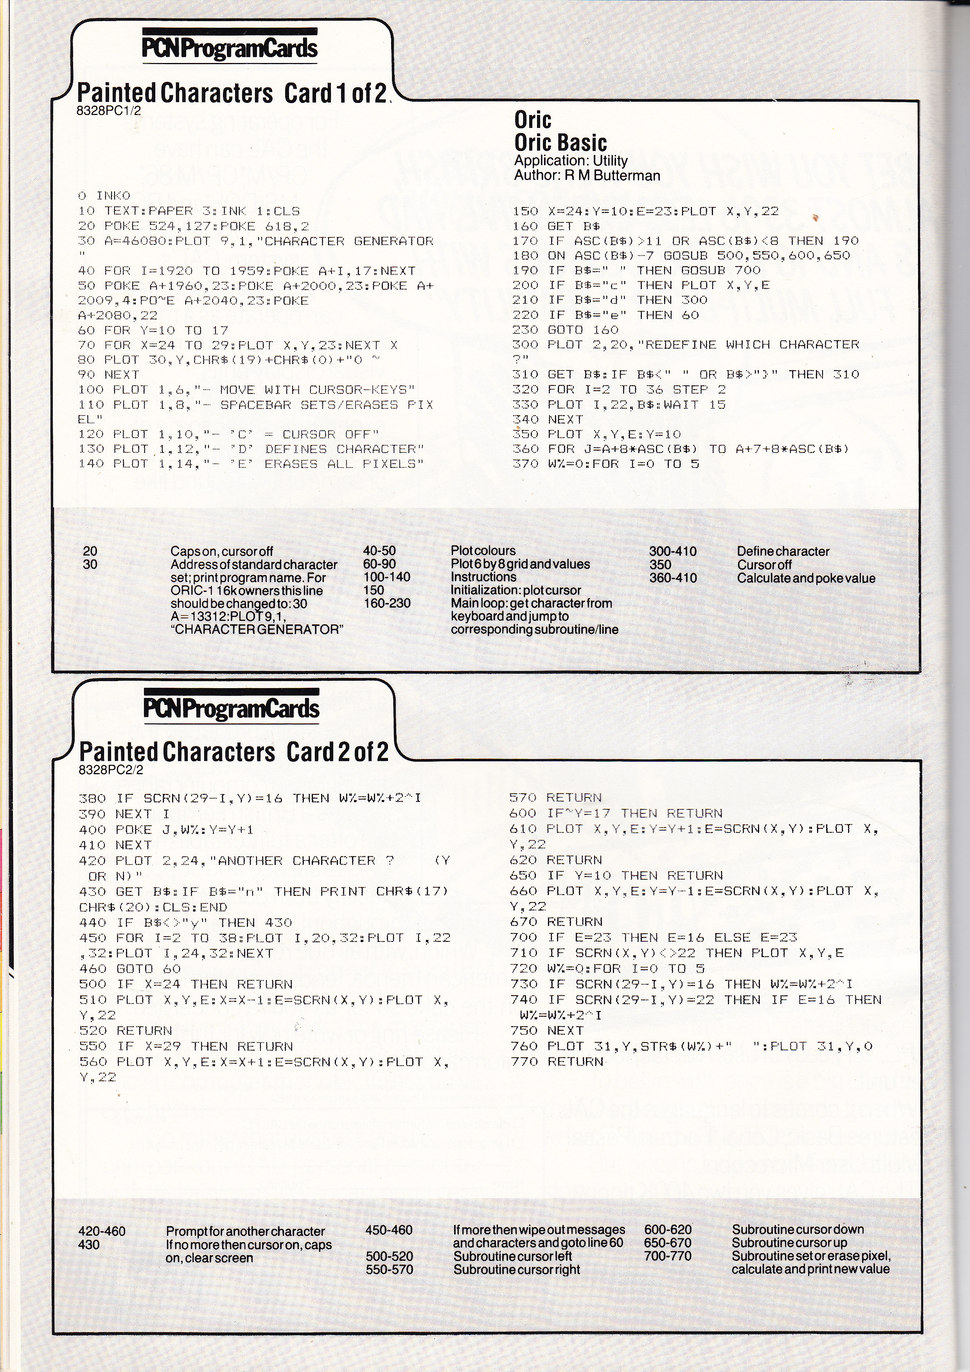 PCN ProgramCards
Painted Characters Card 1 of 2
8328PC1/2
Oric
Oric Basic
Application: Utility
Author: R M Butterman
0 INK0
10 TEXT:PAPER 3:INK 1:CLS
20 POKE 524,127:POKE 618,2
30 A=46080:PLOT 9,1,"CHARACTER GENERATOR
"
40 FOR I=1920 TO 1959:POKE A+I,17:NEXT
50 POKE A+1960,23:POKE A+2000,23:POKE A+
2009,4:PO~E A+2040,23:POKE
A+2080,22
60 FOR Y=10 TO 17
70 FOR X=24 TO 29:PLOT X,Y,23:NEXT X
80 PLOT 30,Y,CHR$(19)+CHR$(0)+"0 ~
90 NEXT
100 PLOT 1,6,"- MOVE WITH CURSOR-KEYS"
110 PLOT 1,8,"- SPACEBAR SETS/ERASES PIX
EL"
120 PLOT 1,10,"- 'C' = CURSOR OFF"
130 PLOT 1,12,"- 'D' DEFINES CHARACTER"
140 PLOT 1,14,"- 'E' ERASES ALL PIXELS"
150 X=24:Y=10:E=23:PLOT X,Y,22
160 GET B$
170 IF ASC(B$)>11 OR ASC(B$)<8 THEN 190
180 ON ASC(B$)-7 GOSUB 500,550,600,650
190 IF B$=" " THEN GOSUB 700
200 IF B$="c" THEN PLOT X,Y,E
210 IF B$="d" THEN 300
220 IF B$="e" THEN 60
230 GOTO 160
300 PLOT 2,20,"REDEFINE WHICH CHARACTER
?"
310 GET B$:IF B$<" " OR B$>"}" THEN 310
320 FOR I=2 TO 36 STEP 2
330 PLOT I,22,B$:WAIT 15
340 NEXT
350 PLOT X,Y,E:Y=10
360 FOR J=A+8*ASC(B$) TO A+7+8*ASC(B$)
370 W%=0:FOR I=0 TO 5
20 Caps on, cursor off
30 Address of standard character
set; print program name. For
ORIC-1 16k owners this line
should be changed to: 30
A=13312:PLOT9,1,
"CHARACTER GENERATOR"
40-50 Plot colours
60-90 Plot 6 by 8 grid and values
100-140 Instructions
150 Initialization: plot cursor
160-230 Main loop: get character from
keyboard and jump to
corresponding subroutine/line
300-410 Define character
350 Cursor off
360-410 Calculate and poke value
PCN ProgramCards
Painted Characters Card 2 of 2
8328PC2/2
380 IF SCRN(29-I,Y)=16 THEN W%=W%+2^I
390 NEXT I
400 POKE J,W%:Y=Y+1
410 NEXT
420 PLOT 2,24,"ANOTHER CHARACTER ?    (Y
 OR N)"
430 GET B$:IF B$="n" THEN PRINT CHR$(17)
CHR$(20):CLS:END
440 IF B$<>"y" THEN 430
450 FOR I=2 TO 38:PLOT I,20,32:PLOT I,22
,32:PLOT I,24,32:NEXT
460 GOTO 60
500 IF X=24 THEN RETURN
510 PLOT X,Y,E:X=X-1:E=SCRN(X,Y):PLOT X,
Y,22
520 RETURN
550 IF X=29 THEN RETURN
560 PLOT X,Y,E:X=X+1:E=SCRN(X,Y):PLOT X,
Y,22
570 RETURN
600 IF~Y=17 THEN RETURN
610 PLOT X,Y,E:Y=Y+1:E=SCRN(X,Y):PLOT X,
Y,22
620 RETURN
650 IF Y=10 THEN RETURN
660 PLOT X,Y,E:Y=Y-1:E=SCRN(X,Y):PLOT X,
Y,22
670 RETURN
700 IF E=23 THEN E=16 ELSE E=23
710 IF SCRN(X,Y)<>22 THEN PLOT X,Y,E
720 W%=0:FOR I=0 TO 5
730 IF SCRN(29-I,Y)=16 THEN W%=W%+2^I
740 IF SCRN(29-I,Y)=22 THEN IF E=16 THEN
 W%=W%+2^I
750 NEXT
760 PLOT 31,Y,STR$(W%)+"  ":PLOT 31,Y,0
770 RETURN
420-460 Prompt for another character
430 If no more then cursor on, caps
on, clear screen
450-460 If more then wipe out messages
and characters and goto line 60
500-520 Subroutine cursor left
550-570 Subroutine cursor right
600-620 Subroutine cursor down
650-670 Subroutine cursor up
700-770 Subroutine set or erase pixel,
calculate and print new value